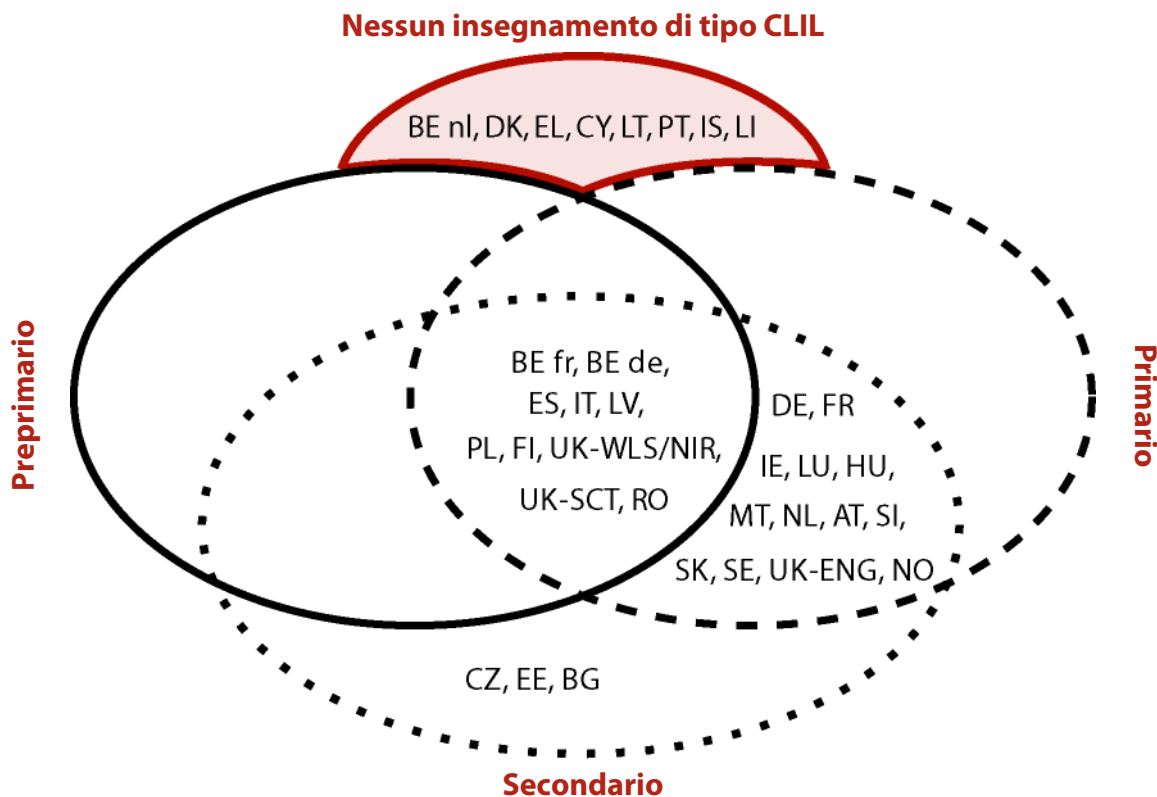 Nessun insegnamento di tipo CLIL
BE nl, DK, EL, CY, LT, PT, IS, LI
Preprimario
Primario
BE fr, BE de,
ES, IT, LV,
PL, FI, UK-WLS/NIR,
UK-SCT, RO
DE, FR
IE, LU, HU,
MT, NL, AT, SI,
SK, SE, UK-ENG, NO
CZ, EE, BG
Secondario